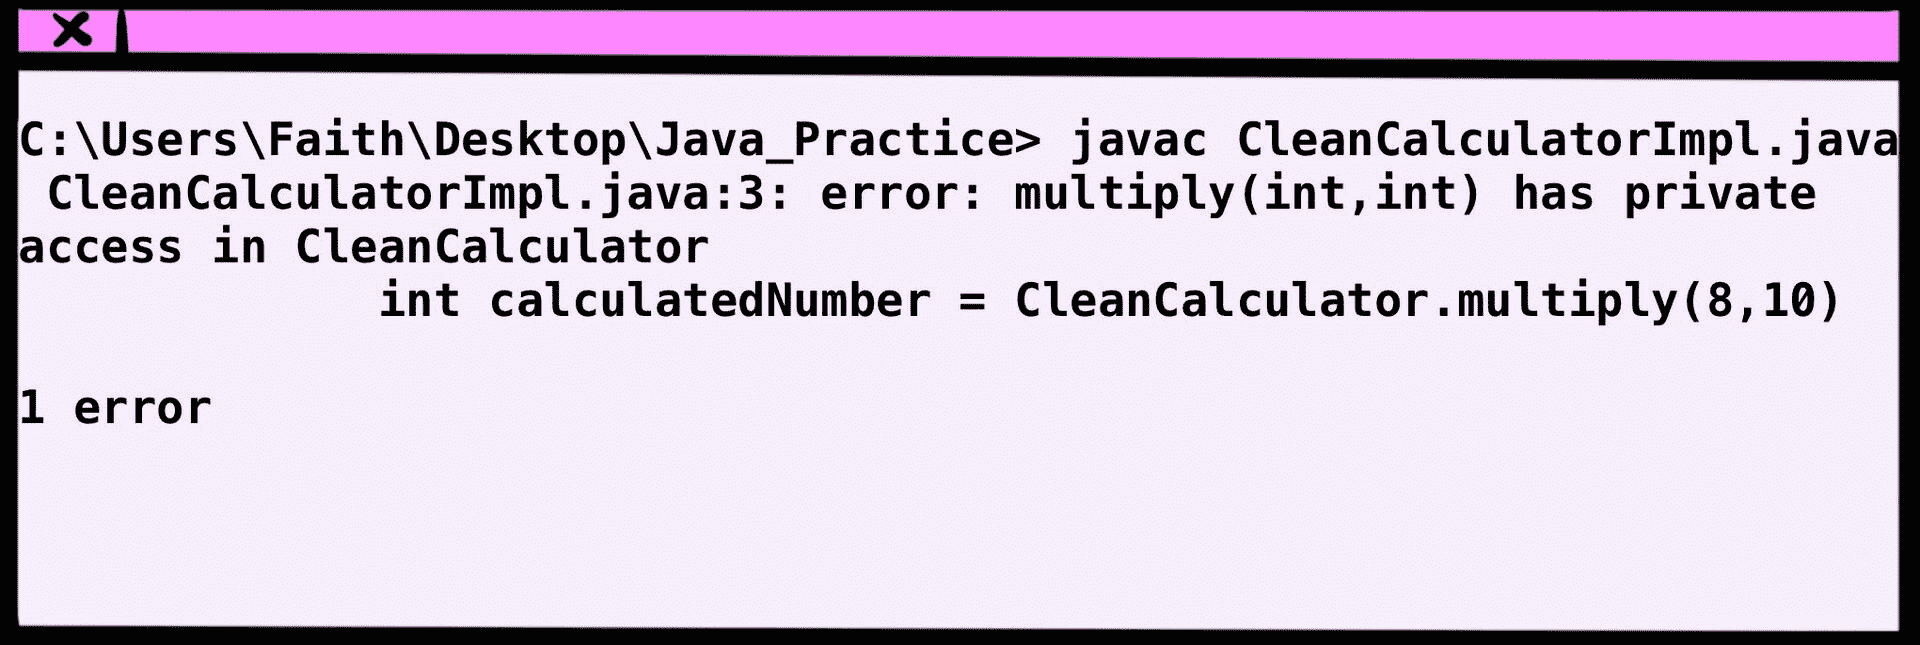 C:\Users\Faith\Desktop\Java_Practice> javac CleanCalculatorImpl.java
CleanCalculatorImpl.java:3: error: multiply(int,int) has private
access in CleanCalculator
int calculatedNumber = CleanCalculator.multiply(8,10)
1 error